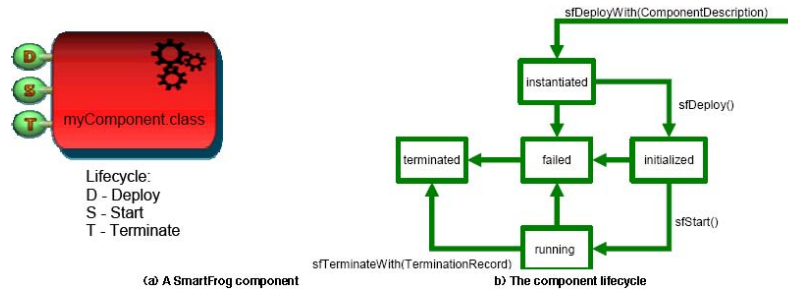 D
S
T
myComponent.class
Lifecycle:
D - Deploy
S - Start
T - Terminate
(a) A SmartFrog component
sfDeployWith(ComponentDescription)
instantiated
sfDeploy()
terminated
failed
initialized
sfStart()
running
sfTerminateWith(TerminationRecord)
b) The component lifecycle